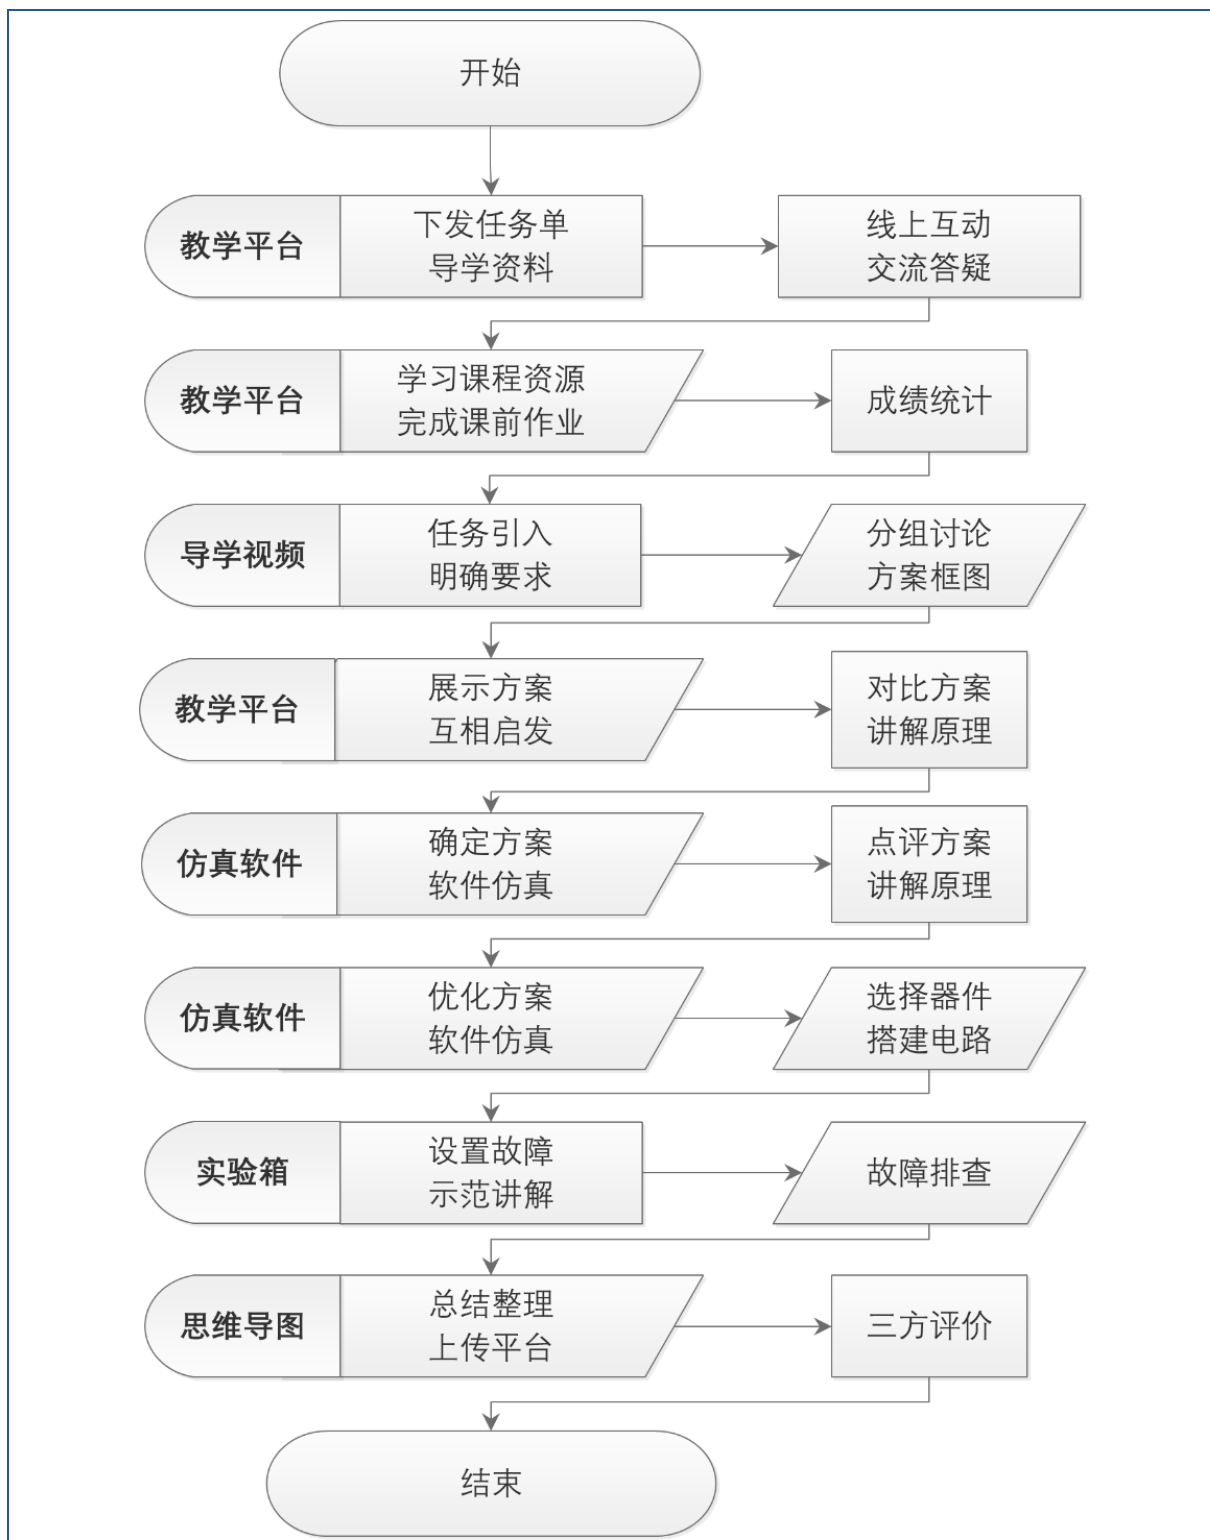 开始
教学平台
下发任务单
导学资料
线上互动
交流答疑
教学平台
学习课程资源
完成课前作业
成绩统计
导学视频
任务引入
明确要求
分组讨论
方案框图
教学平台
展示方案
互相启发
对比方案
讲解原理
仿真软件
确定方案
软件仿真
点评方案
讲解原理
仿真软件
优化方案
软件仿真
选择器件
搭建电路
实验箱
设置故障
示范讲解
故障排查
思维导图
总结整理
上传平台
三方评价
结束